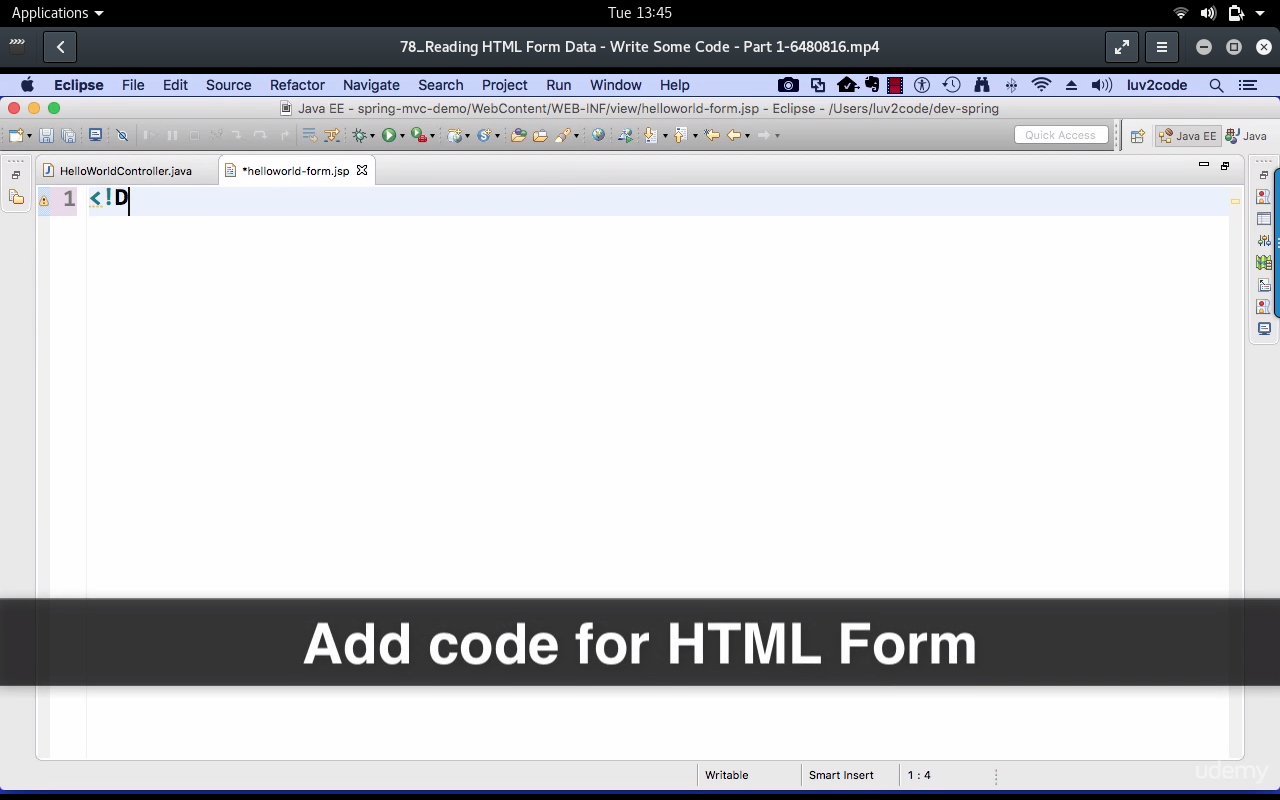 Applications
Tue 13:45
78_Reading HTML Form Data - Write Some Code - Part 1-6480816.mp4
Eclipse File Edit Source Refactor Navigate Search Project Run Window Help luv2code
Java EE - spring-mvc-demo/WebContent/WEB-INF/view/helloworld-form.jsp - Eclipse - /Users/luv2code/dev-spring
Quick Access Java EE Java
HelloWorldController.java *helloworld-form.jsp
1 <!D
Add code for HTML Form
Writable Smart Insert 1 : 4
udemy